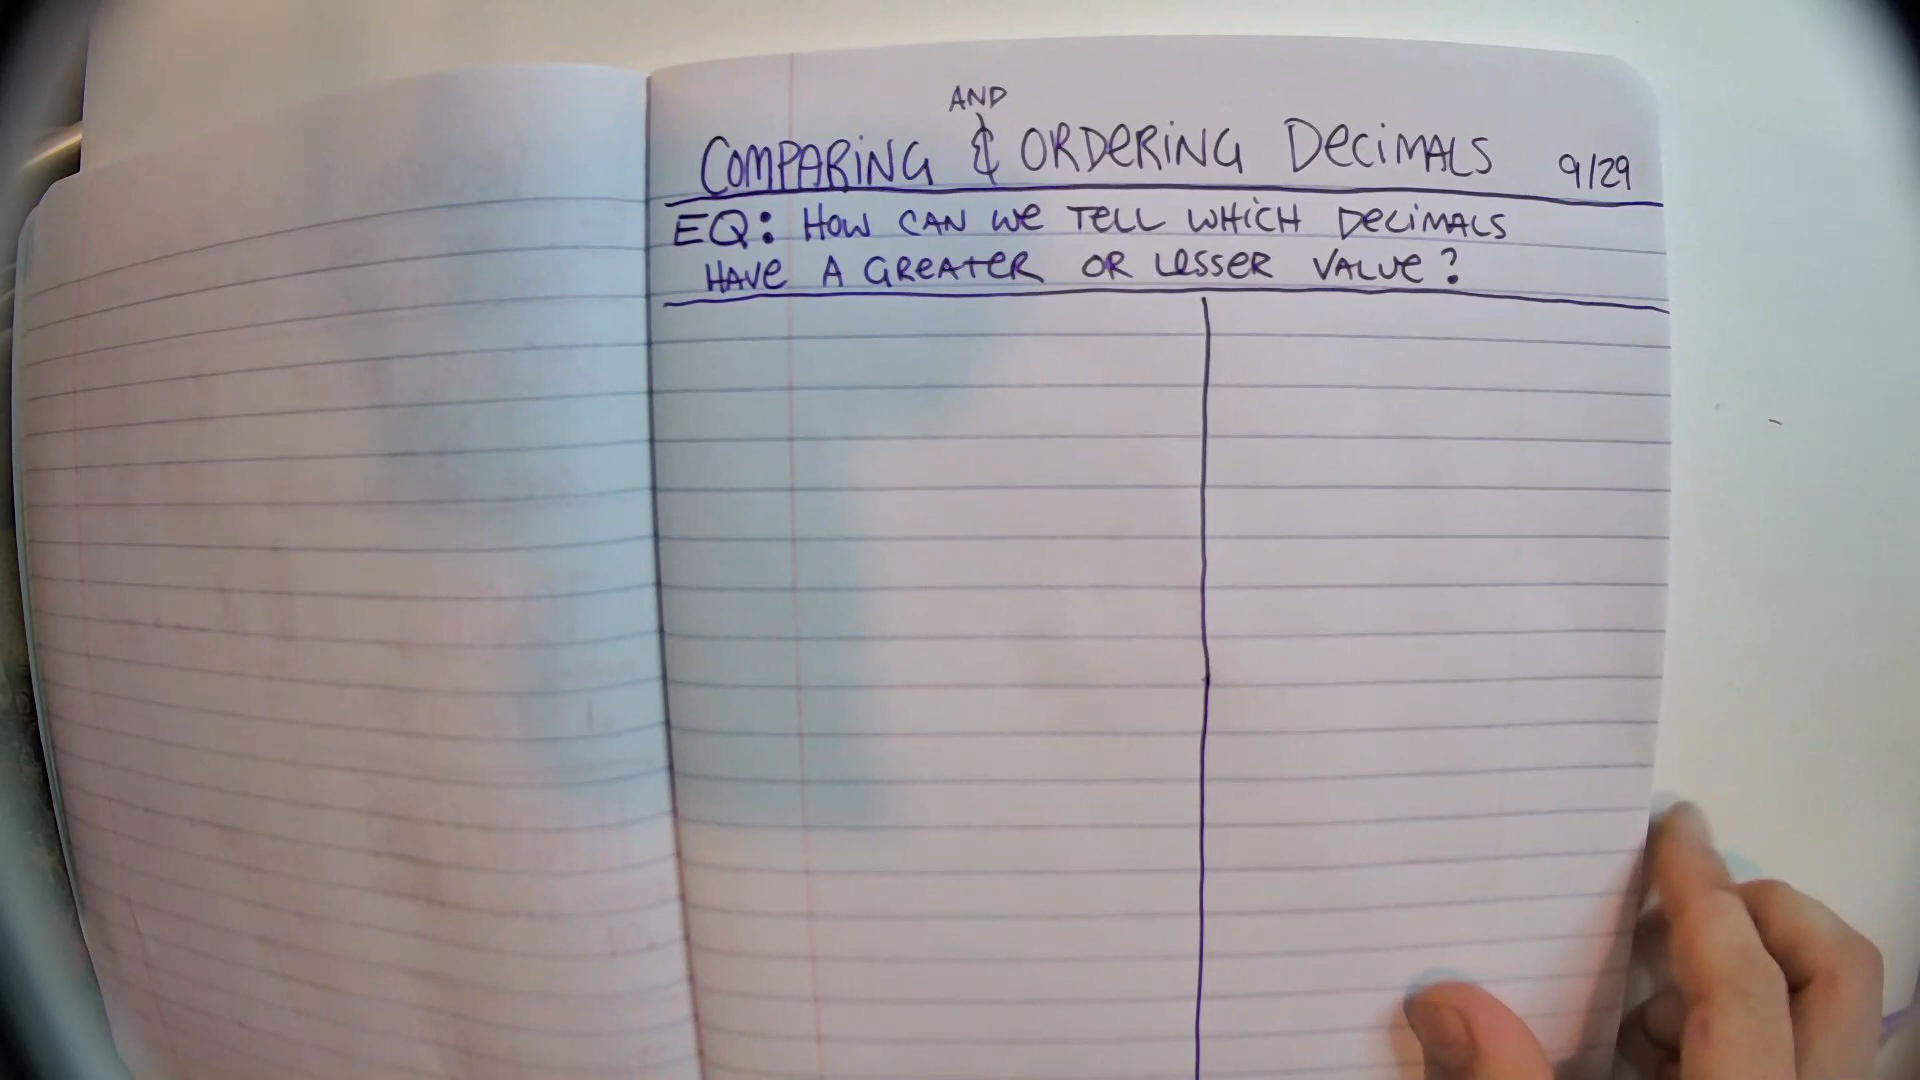 AND
COMPARING & ORDERING DECIMALS 9/29
EQ: HOW CAN WE TELL WHICH DECIMALS
HAVE A GREATER OR LESSER VALUE?